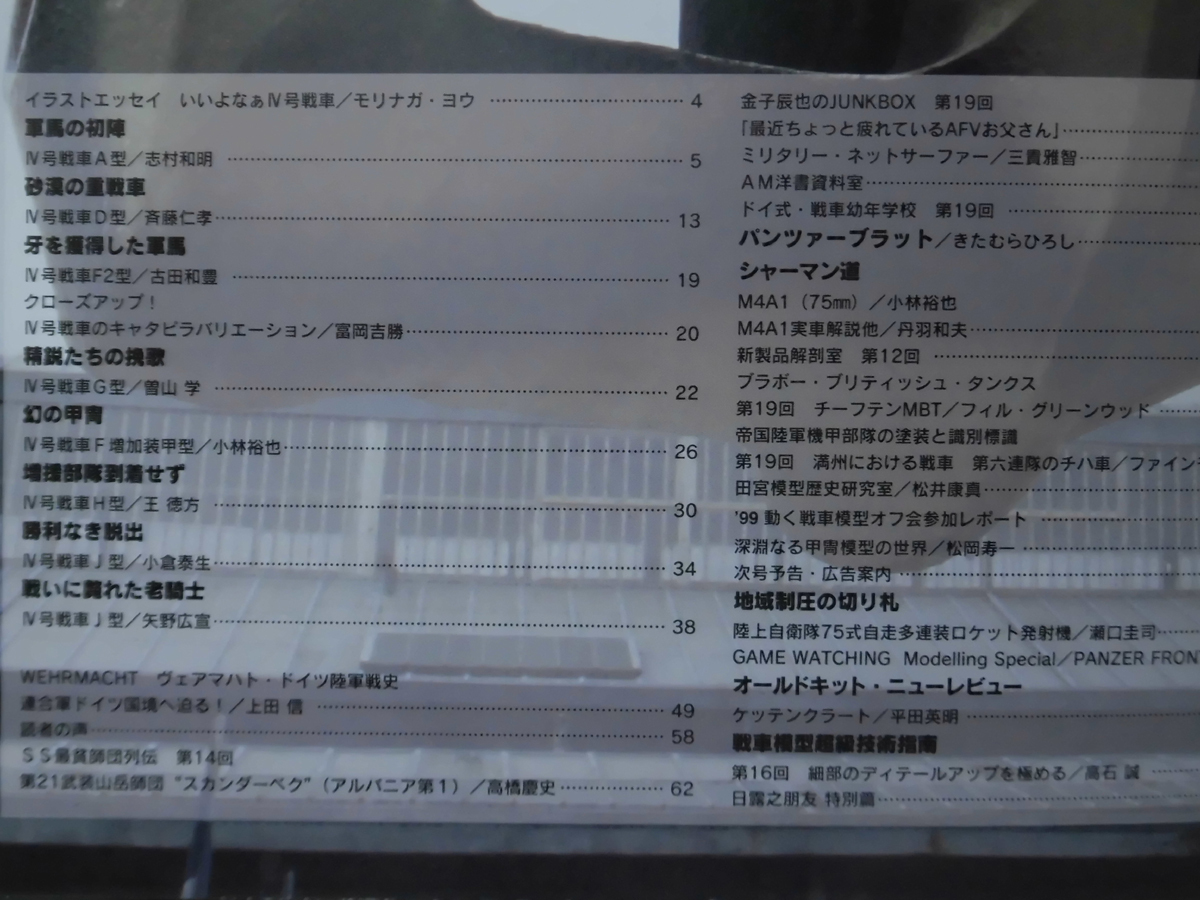 イラストエッセイ　いいよなぁⅣ号戦車／モリナガ・ヨウ ………… 4
軍馬の初陣
Ⅳ号戦車A型／志村和明 ………… 5
砂漠の重戦車
Ⅳ号戦車D型／斉藤仁孝 ………… 13
牙を獲得した軍馬
Ⅳ号戦車F2型／古田和豊 ………… 19
クローズアップ！
Ⅳ号戦車のキャタピラバリエーション／富岡吉勝 ………… 20
精鋭たちの挽歌
Ⅳ号戦車G型／曽山 学 ………… 22
幻の甲冑
Ⅳ号戦車F増加装甲型／小林裕也 ………… 26
増援部隊到着せず
Ⅳ号戦車H型／王 徳方 ………… 30
勝利なき脱出
Ⅳ号戦車J型／小倉泰生 ………… 34
戦いに斃れた老騎士
Ⅳ号戦車J型／矢野広宣 ………… 38
WEHRMACHT　ヴェアマハト・ドイツ陸軍戦史
連合軍ドイツ国境へ迫る！／上田 信 ………… 49
読者の声 ………… 58
SS最貧師団列伝　第14回
第21武装山岳師団 “スカンダーベク”（アルバニア第1）／高橋慶史 ………… 62
金子辰也のJUNKBOX　第19回
「最近ちょっと疲れているAFVお父さん」…………
ミリタリー・ネットサーファー／三貴雅智…………
AM洋書資料室…………
ドイ式・戦車幼年学校　第19回 …………
パンツァーブラット／きたむらひろし…………
シャーマン道
M4A1（75㎜）／小林裕也
M4A1実車解説他／丹羽和夫…………
新製品解剖室　第12回 …………
ブラボー・ブリティッシュ・タンクス
第19回　チーフテンMBT／フィル・グリーンウッド …………
帝国陸軍機甲部隊の塗装と識別標識
第19回　満州における戦車　第六連隊のチハ車／ファイン
田宮模型歴史研究室／松井康真…………
'99 動く戦車模型オフ会参加レポート …………
深淵なる甲冑模型の世界／松岡寿一 …………
次号予告・広告案内 …………
地域制圧の切り札
陸上自衛隊75式自走多連装ロケット発射機／瀬口圭司……
GAME WATCHING  Modelling Special／PANZER FRON
オールドキット・ニューレビュー
ケッテンクラート／平田英明 …………
戦車模型超級技術指南
第16回　細部のディテールアップを極める／高石 誠 ……
日露之朋友 特別篇…………